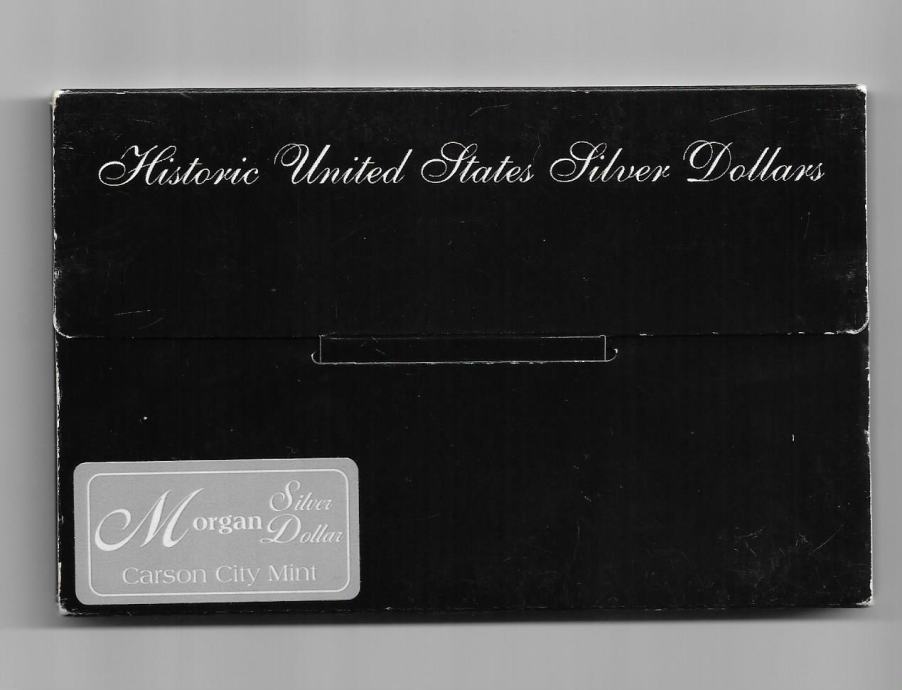 Historic United States Silver Dollars
Morgan Silver Dollar
Carson City Mint